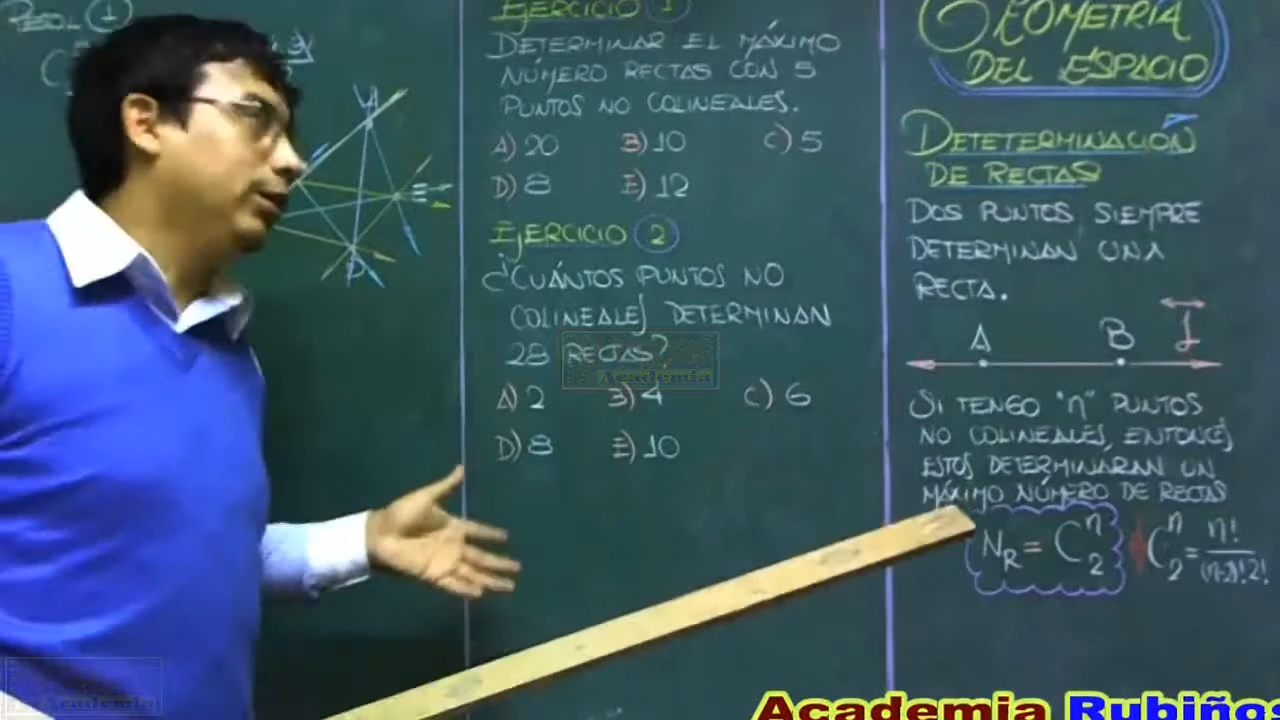 EJERCICIO 1
DETERMINAR EL MÁXIMO
NÚMERO RECTAS CON 5
PUNTOS NO COLINEALES.
A) 20 B) 10 C) 5
D) 8 E) 12
EJERCICIO 2
¿CUÁNTOS PUNTOS NO
COLINEALES DETERMINAN
28 RECTAS?
A) 2 B) 4 C) 6
D) 8 E) 10
GEOMETRÍA
DEL ESPACIO
DETETERMINACIÓN
DE RECTAS
DOS PUNTOS SIEMPRE
DETERMINAN UNA
RECTA.
A B L
SI TENGO "n" PUNTOS
NO COLINEALES, ENTONCES
ESTOS DETERMINARAN UN
MÁXIMO NÚMERO DE RECTAS
N_R = C^n_2 C^n_2 = n!/(n-2)!2!
A
E
D
Academia
Academia
Academia Rubiños